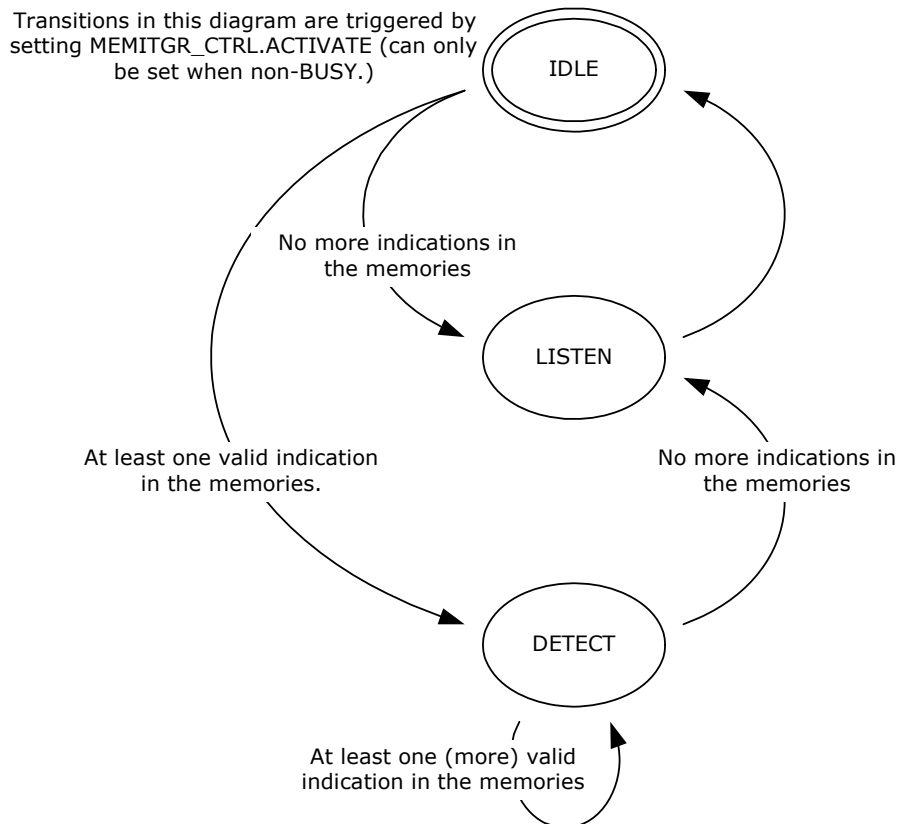 Transitions in this diagram are triggered by
setting MEMITGR_CTRL.ACTIVATE (can only
be set when non-BUSY.)
IDLE
No more indications in
the memories
LISTEN
At least one valid indication
in the memories.
No more indications in
the memories
DETECT
At least one (more) valid
indication in the memories